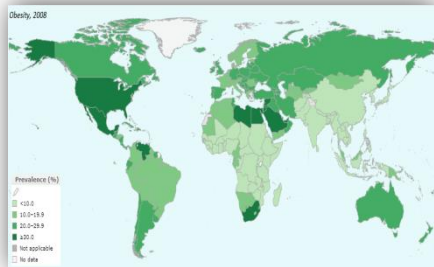 Obesity, 2008
Prevalence (%)
<10.0
10.0–19.9
20.0–29.9
≥30.0
Not applicable
No data